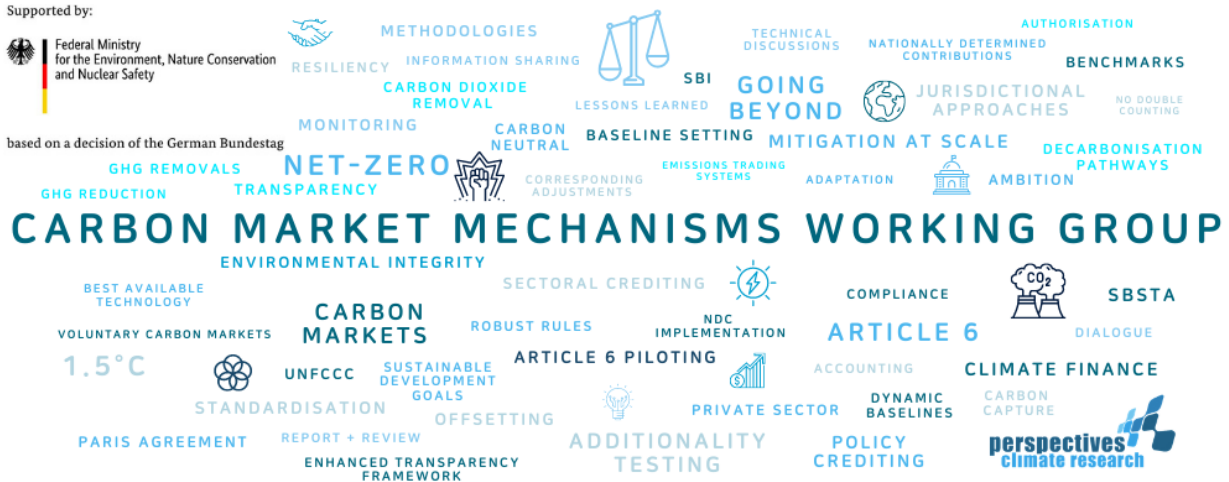 Supported by:
Federal Ministry
for the Environment, Nature Conservation
and Nuclear Safety
based on a decision of the German Bundestag
METHODOLOGIES
RESILIENCY
INFORMATION SHARING
CARBON DIOXIDE
REMOVAL
MONITORING
LESSONS LEARNED
SBI
TECHNICAL
DISCUSSIONS
GOING
BEYOND
NATIONALLY DETERMINED
CONTRIBUTIONS
AUTHORISATION
BENCHMARKS
JURISDICTIONAL
APPROACHES
NO DOUBLE
COUNTING
CARBON
NEUTRAL
BASELINE SETTING
MITIGATION AT SCALE
DECARBONISATION
PATHWAYS
GHG REMOVALS
NET-ZERO
GHG REDUCTION
TRANSPARENCY
CORRESPONDING
ADJUSTMENTS
EMISSIONS TRADING
SYSTEMS
ADAPTATION
AMBITION
CARBON MARKET MECHANISMS WORKING GROUP
ENVIRONMENTAL INTEGRITY
SECTORAL CREDITING
BEST AVAILABLE
TECHNOLOGY
CARBON
MARKETS
COMPLIANCE
CO2
SBSTA
VOLUNTARY CARBON MARKETS
ROBUST RULES
NDC
IMPLEMENTATION
ARTICLE 6
DIALOGUE
1.5°C
UNFCCC
SUSTAINABLE
DEVELOPMENT
GOALS
ARTICLE 6 PILOTING
$
ACCOUNTING
CLIMATE FINANCE
STANDARDISATION
OFFSETTING
PRIVATE SECTOR
DYNAMIC
BASELINES
CARBON
CAPTURE
PARIS AGREEMENT
REPORT + REVIEW
ADDITIONALITY
TESTING
POLICY
CREDITING
ENHANCED TRANSPARENCY
FRAMEWORK
perspectives
climate research